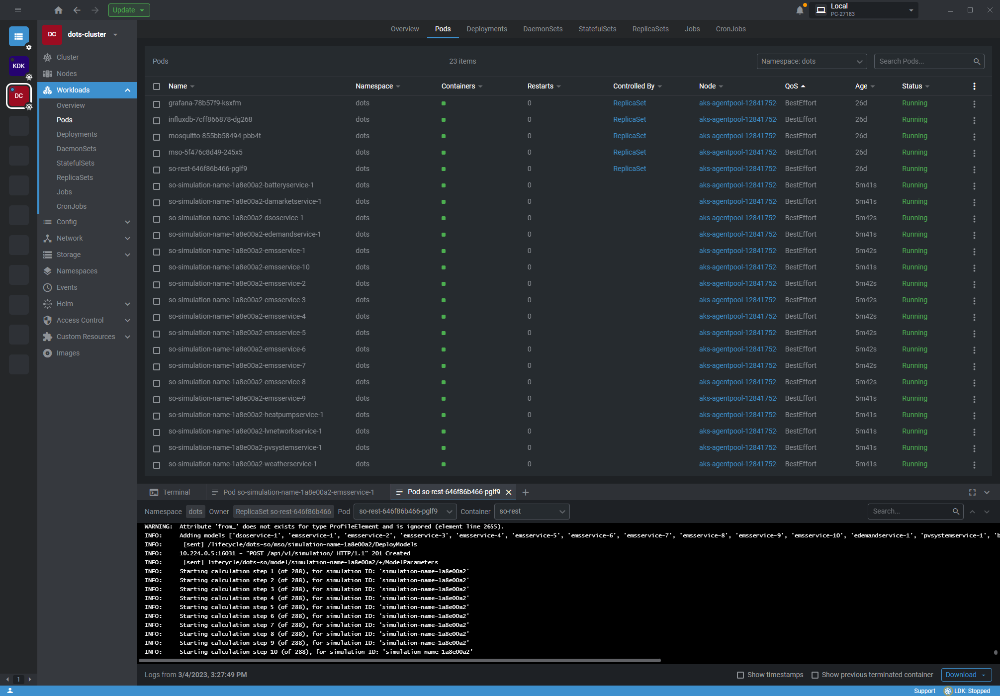 Update
Local
PC-27183
DC
dots-cluster
KDK
DC
Cluster
Nodes
Workloads
Overview
Pods
Deployments
DaemonSets
StatefulSets
ReplicaSets
Jobs
CronJobs
Config
Network
Storage
Namespaces
Events
Helm
Access Control
Custom Resources
Images
Overview Pods Deployments DaemonSets StatefulSets ReplicaSets Jobs CronJobs
Pods 23 items Namespace: dots Search Pods...
Name Namespace Containers Restarts Controlled By Node QoS Age Status
grafana-78b57f9-ksxfm dots 0 ReplicaSet aks-agentpool-12841752- BestEffort 26d Running
influxdb-7cff866878-dg268 dots 0 ReplicaSet aks-agentpool-12841752- BestEffort 26d Running
mosquitto-855bb58494-pbb4t dots 0 ReplicaSet aks-agentpool-12841752- BestEffort 26d Running
mso-5f476c8d49-245x5 dots 0 ReplicaSet aks-agentpool-12841752- BestEffort 26d Running
so-rest-646f86b466-pglf9 dots 0 ReplicaSet aks-agentpool-12841752- BestEffort 26d Running
so-simulation-name-1a8e00a2-batteryservice-1 dots 0 aks-agentpool-12841752- BestEffort 5m41s Running
so-simulation-name-1a8e00a2-damarketservice-1 dots 0 aks-agentpool-12841752- BestEffort 5m41s Running
so-simulation-name-1a8e00a2-dsoservice-1 dots 0 aks-agentpool-12841752- BestEffort 5m42s Running
so-simulation-name-1a8e00a2-edemandservice-1 dots 0 aks-agentpool-12841752- BestEffort 5m41s Running
so-simulation-name-1a8e00a2-emsservice-1 dots 0 aks-agentpool-12841752- BestEffort 5m42s Running
so-simulation-name-1a8e00a2-emsservice-10 dots 0 aks-agentpool-12841752- BestEffort 5m41s Running
so-simulation-name-1a8e00a2-emsservice-2 dots 0 aks-agentpool-12841752- BestEffort 5m42s Running
so-simulation-name-1a8e00a2-emsservice-3 dots 0 aks-agentpool-12841752- BestEffort 5m42s Running
so-simulation-name-1a8e00a2-emsservice-4 dots 0 aks-agentpool-12841752- BestEffort 5m42s Running
so-simulation-name-1a8e00a2-emsservice-5 dots 0 aks-agentpool-12841752- BestEffort 5m42s Running
so-simulation-name-1a8e00a2-emsservice-6 dots 0 aks-agentpool-12841752- BestEffort 5m42s Running
so-simulation-name-1a8e00a2-emsservice-7 dots 0 aks-agentpool-12841752- BestEffort 5m42s Running
so-simulation-name-1a8e00a2-emsservice-8 dots 0 aks-agentpool-12841752- BestEffort 5m42s Running
so-simulation-name-1a8e00a2-emsservice-9 dots 0 aks-agentpool-12841752- BestEffort 5m41s Running
so-simulation-name-1a8e00a2-heatpumpservice-1 dots 0 aks-agentpool-12841752- BestEffort 5m41s Running
so-simulation-name-1a8e00a2-lvnetworkservice-1 dots 0 aks-agentpool-12841752- BestEffort 5m41s Running
so-simulation-name-1a8e00a2-pvsystemservice-1 dots 0 aks-agentpool-12841752- BestEffort 5m41s Running
so-simulation-name-1a8e00a2-weatherservice-1 dots 0 aks-agentpool-12841752- BestEffort 5m41s Running
Terminal Pod so-simulation-name-1a8e00a2-emsservice-1 Pod so-rest-646f86b466-pglf9
Namespace dots Owner ReplicaSet so-rest-646f86b466 Pod so-rest-646f86b466-pglf9 Container so-rest Search...
WARNING: Attribute 'from_' does not exists for type ProfileElement and is ignored (element line 2655).
INFO: Adding models ['dsoservice-1', 'emsservice-1', 'emsservice-2', 'emsservice-3', 'emsservice-4', 'emsservice-5', 'emsservice-6', 'emsservice-7', 'emsservice-8', 'emsservice-9', 'emsservice-10', 'edemandservice-1', 'pvsystemservice-1', 'b
INFO: [sent] /lifecycle/dots-so/mso/simulation-name-1a8e00a2/DeployModels
INFO: 10.224.0.5:16031 - "POST /api/v1/simulation/ HTTP/1.1" 201 Created
INFO: [sent] lifecycle/dots-so/model/simulation-name-1a8e00a2/+/ModelParameters
INFO: Starting calculation step 1 (of 288), for simulation ID: 'simulation-name-1a8e00a2'
INFO: Starting calculation step 2 (of 288), for simulation ID: 'simulation-name-1a8e00a2'
INFO: Starting calculation step 3 (of 288), for simulation ID: 'simulation-name-1a8e00a2'
INFO: Starting calculation step 4 (of 288), for simulation ID: 'simulation-name-1a8e00a2'
INFO: Starting calculation step 5 (of 288), for simulation ID: 'simulation-name-1a8e00a2'
INFO: Starting calculation step 6 (of 288), for simulation ID: 'simulation-name-1a8e00a2'
INFO: Starting calculation step 7 (of 288), for simulation ID: 'simulation-name-1a8e00a2'
INFO: Starting calculation step 8 (of 288), for simulation ID: 'simulation-name-1a8e00a2'
INFO: Starting calculation step 9 (of 288), for simulation ID: 'simulation-name-1a8e00a2'
INFO: Starting calculation step 10 (of 288), for simulation ID: 'simulation-name-1a8e00a2'
Logs from 3/4/2023, 3:27:49 PM Show timestamps Show previous terminated container Download
1
Support LDK: Stopped